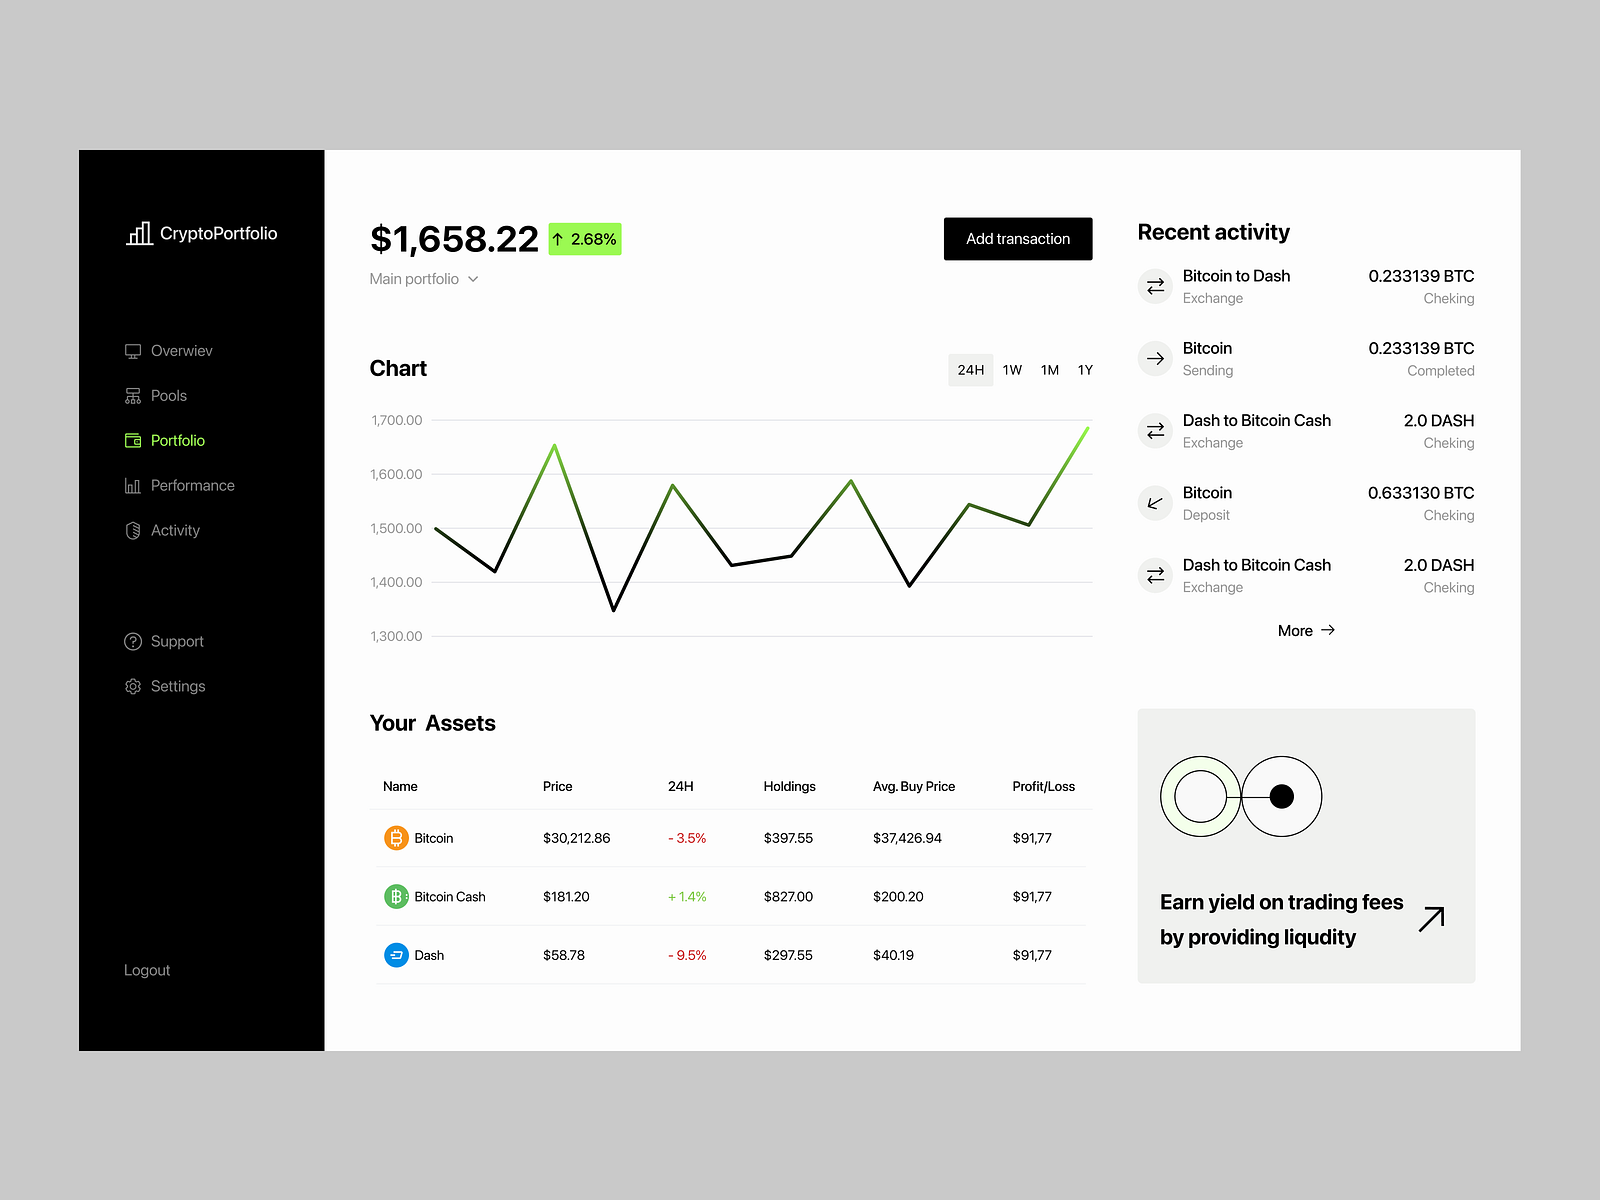 CryptoPortfolio
Overwiev
Pools
Portfolio
Performance
Activity
Support
Settings
Logout
$1,658.22 ↑ 2.68%
Main portfolio
Add transaction
Chart
24H 1W 1M 1Y
1,700.00
1,600.00
1,500.00
1,400.00
1,300.00
Your Assets
Name Price 24H Holdings Avg. Buy Price Profit/Loss
Bitcoin $30,212.86 - 3.5% $397.55 $37,426.94 $91,77
Bitcoin Cash $181.20 + 1.4% $827.00 $200.20 $91,77
Dash $58.78 - 9.5% $297.55 $40.19 $91,77
Recent activity
Bitcoin to Dash 0.233139 BTC
Exchange Cheking
Bitcoin 0.233139 BTC
Sending Completed
Dash to Bitcoin Cash 2.0 DASH
Exchange Cheking
Bitcoin 0.633130 BTC
Deposit Cheking
Dash to Bitcoin Cash 2.0 DASH
Exchange Cheking
More →
Earn yield on trading fees
by providing liqudity